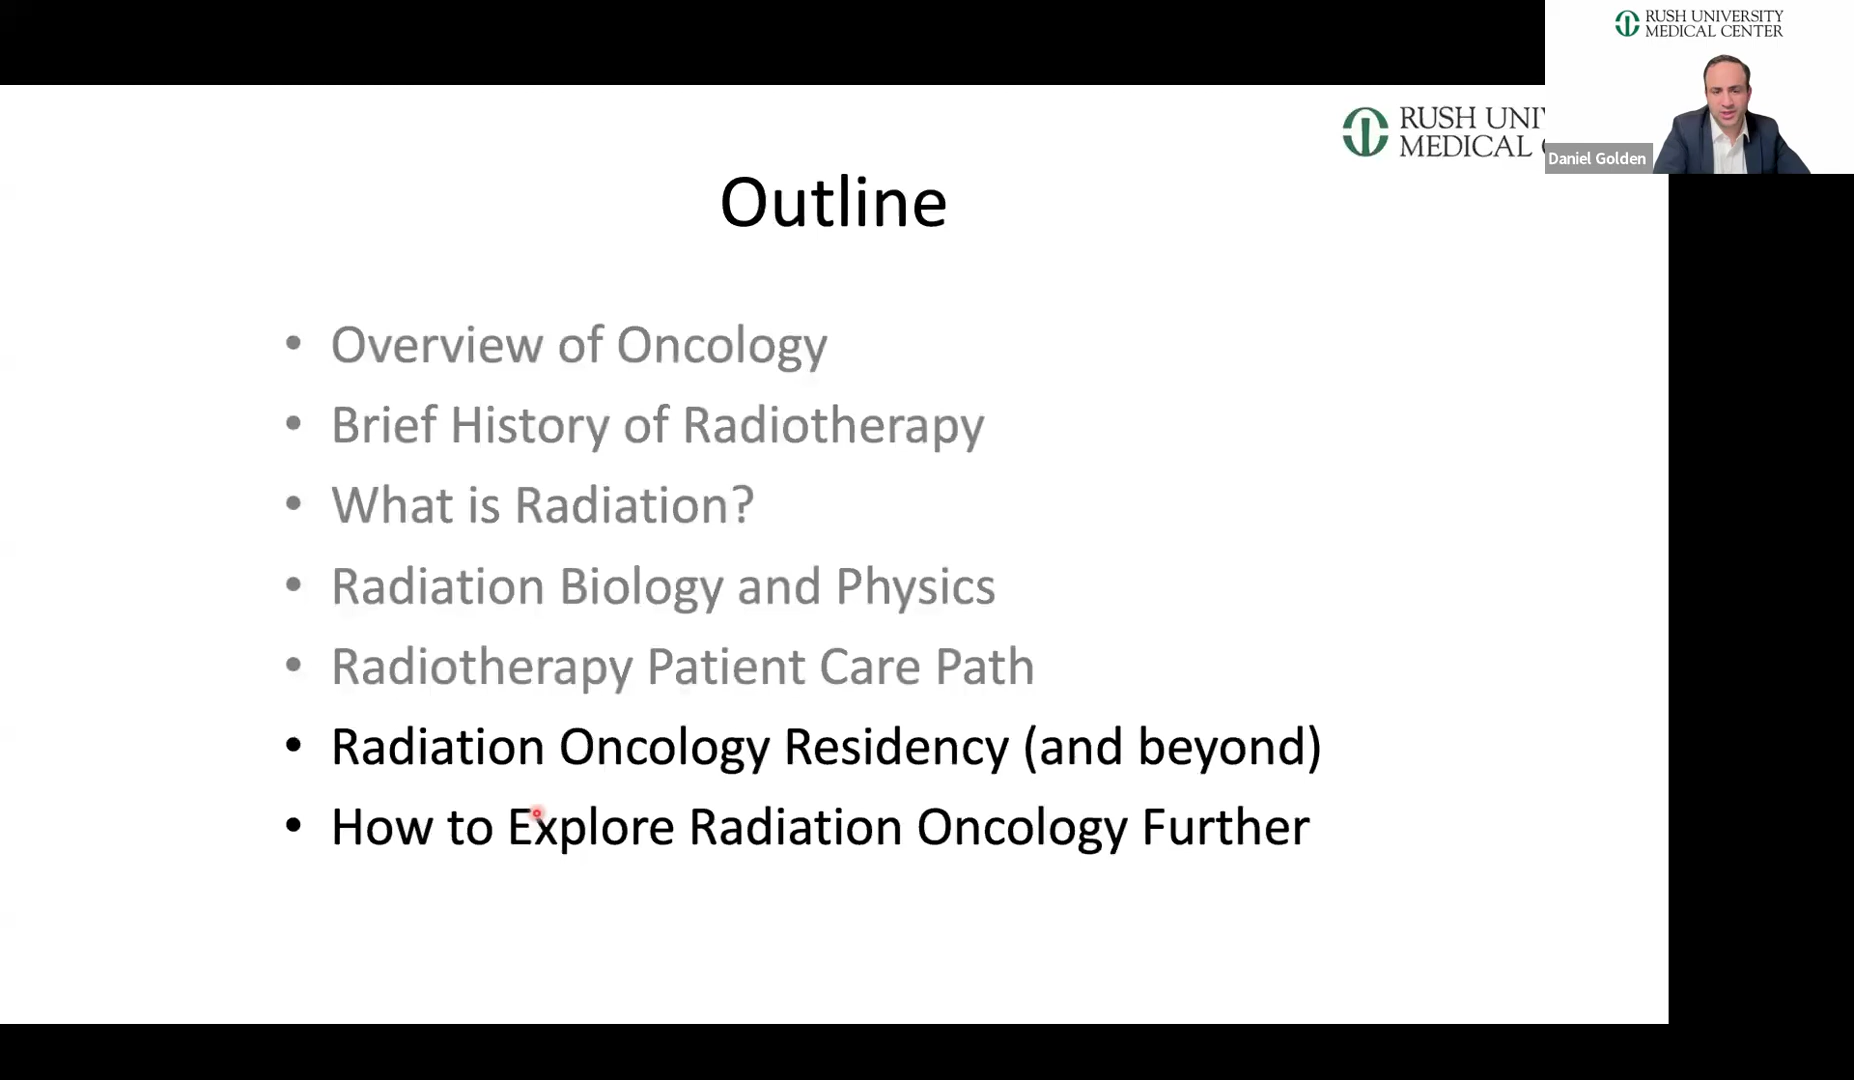 RUSH UNIVERSITY
MEDICAL CENTER
Daniel Golden
RUSH UNI
MEDICAL
Outline
• Overview of Oncology
• Brief History of Radiotherapy
• What is Radiation?
• Radiation Biology and Physics
• Radiotherapy Patient Care Path
• Radiation Oncology Residency (and beyond)
• How to Explore Radiation Oncology Further